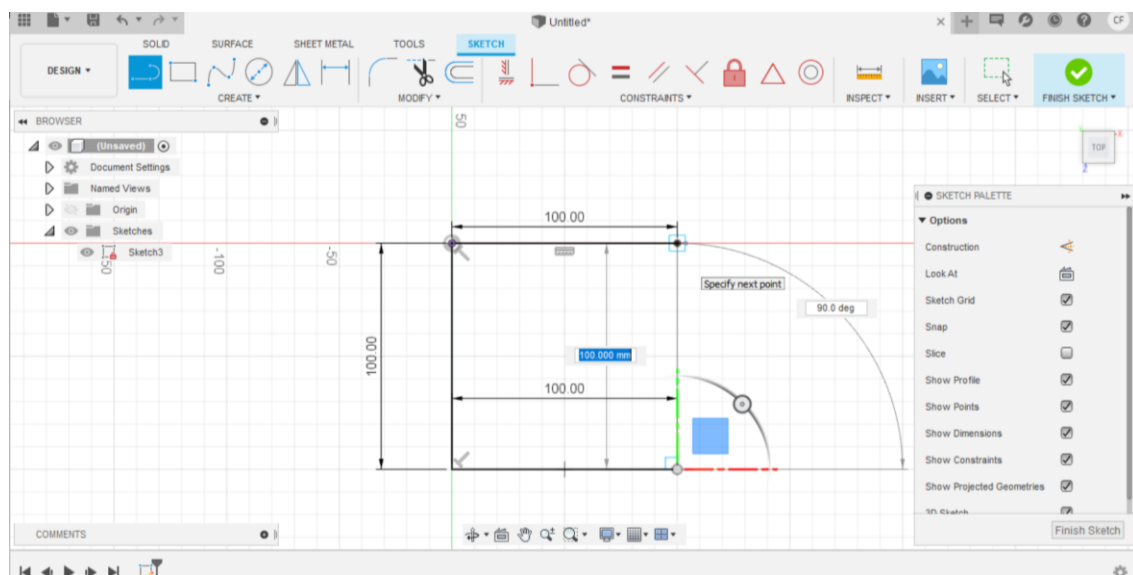 Untitled*
CF
SOLID SURFACE SHEET METAL TOOLS SKETCH
DESIGN
CREATE MODIFY CONSTRAINTS INSPECT INSERT SELECT FINISH SKETCH
BROWSER
50
(Unsaved)
Document Settings
Named Views
Origin
Sketches
Sketch3
50
-100
-50
TOP
X
Z
100.00
Specify next point
90.0 deg
100.00
100.000 mm
100.00
SKETCH PALETTE
Options
Construction
Look At
Sketch Grid
Snap
Slice
Show Profile
Show Points
Show Dimensions
Show Constraints
Show Projected Geometries
3D Sketch
Finish Sketch
COMMENTS